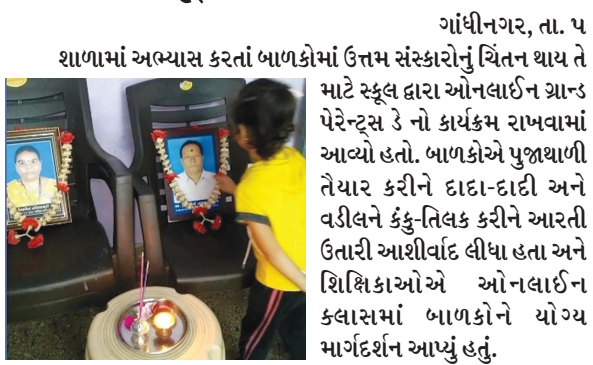 ગાંધીનગર, તા. ૫
શાળામાં અભ્યાસ કરતાં બાળકોમાં ઉત્તમ સંસ્કારોનું ચિંતન થાય તે
માટે સ્કૂલ દ્વારા ઓનલાઈન ગ્રાન્ડ
પેરેન્ટ્સ ડે નો કાર્યક્રમ રાખવામાં
આવ્યો હતો. બાળકોએ પુજાથાળી
તૈયાર કરીને દાદા-દાદી અને
વડીલને કંકુ-તિલક કરીને આરતી
ઉતારી આશીર્વાદ લીધા હતા અને
શિક્ષિકાઓએ ઓનલાઈન
ક્લાસમાં બાળકોને યોગ્ય
માર્ગદર્શન આપ્યું હતું.